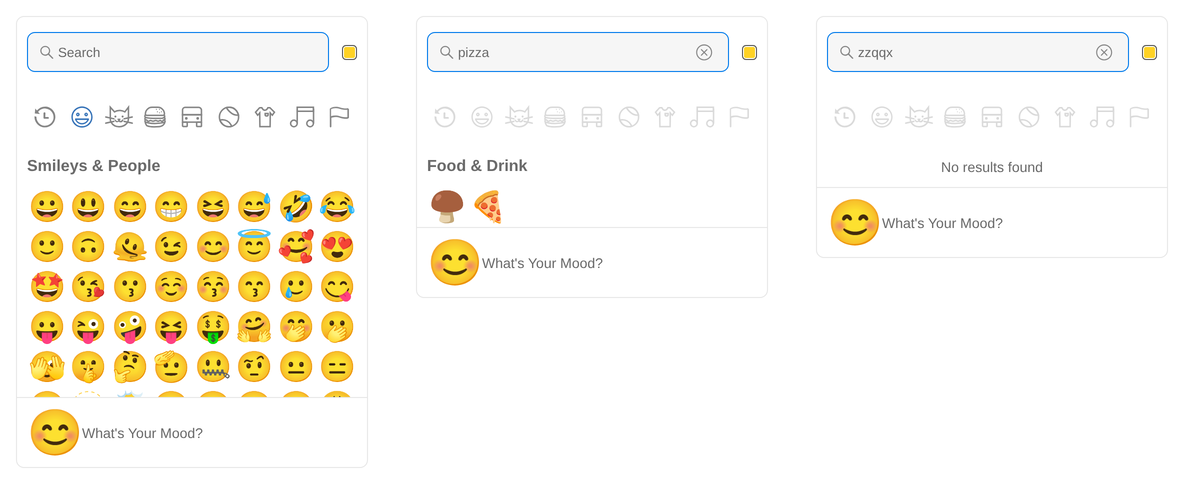 Search
Smileys & People
What's Your Mood?
pizza
Food & Drink
What's Your Mood?
zzqqx
No results found
What's Your Mood?